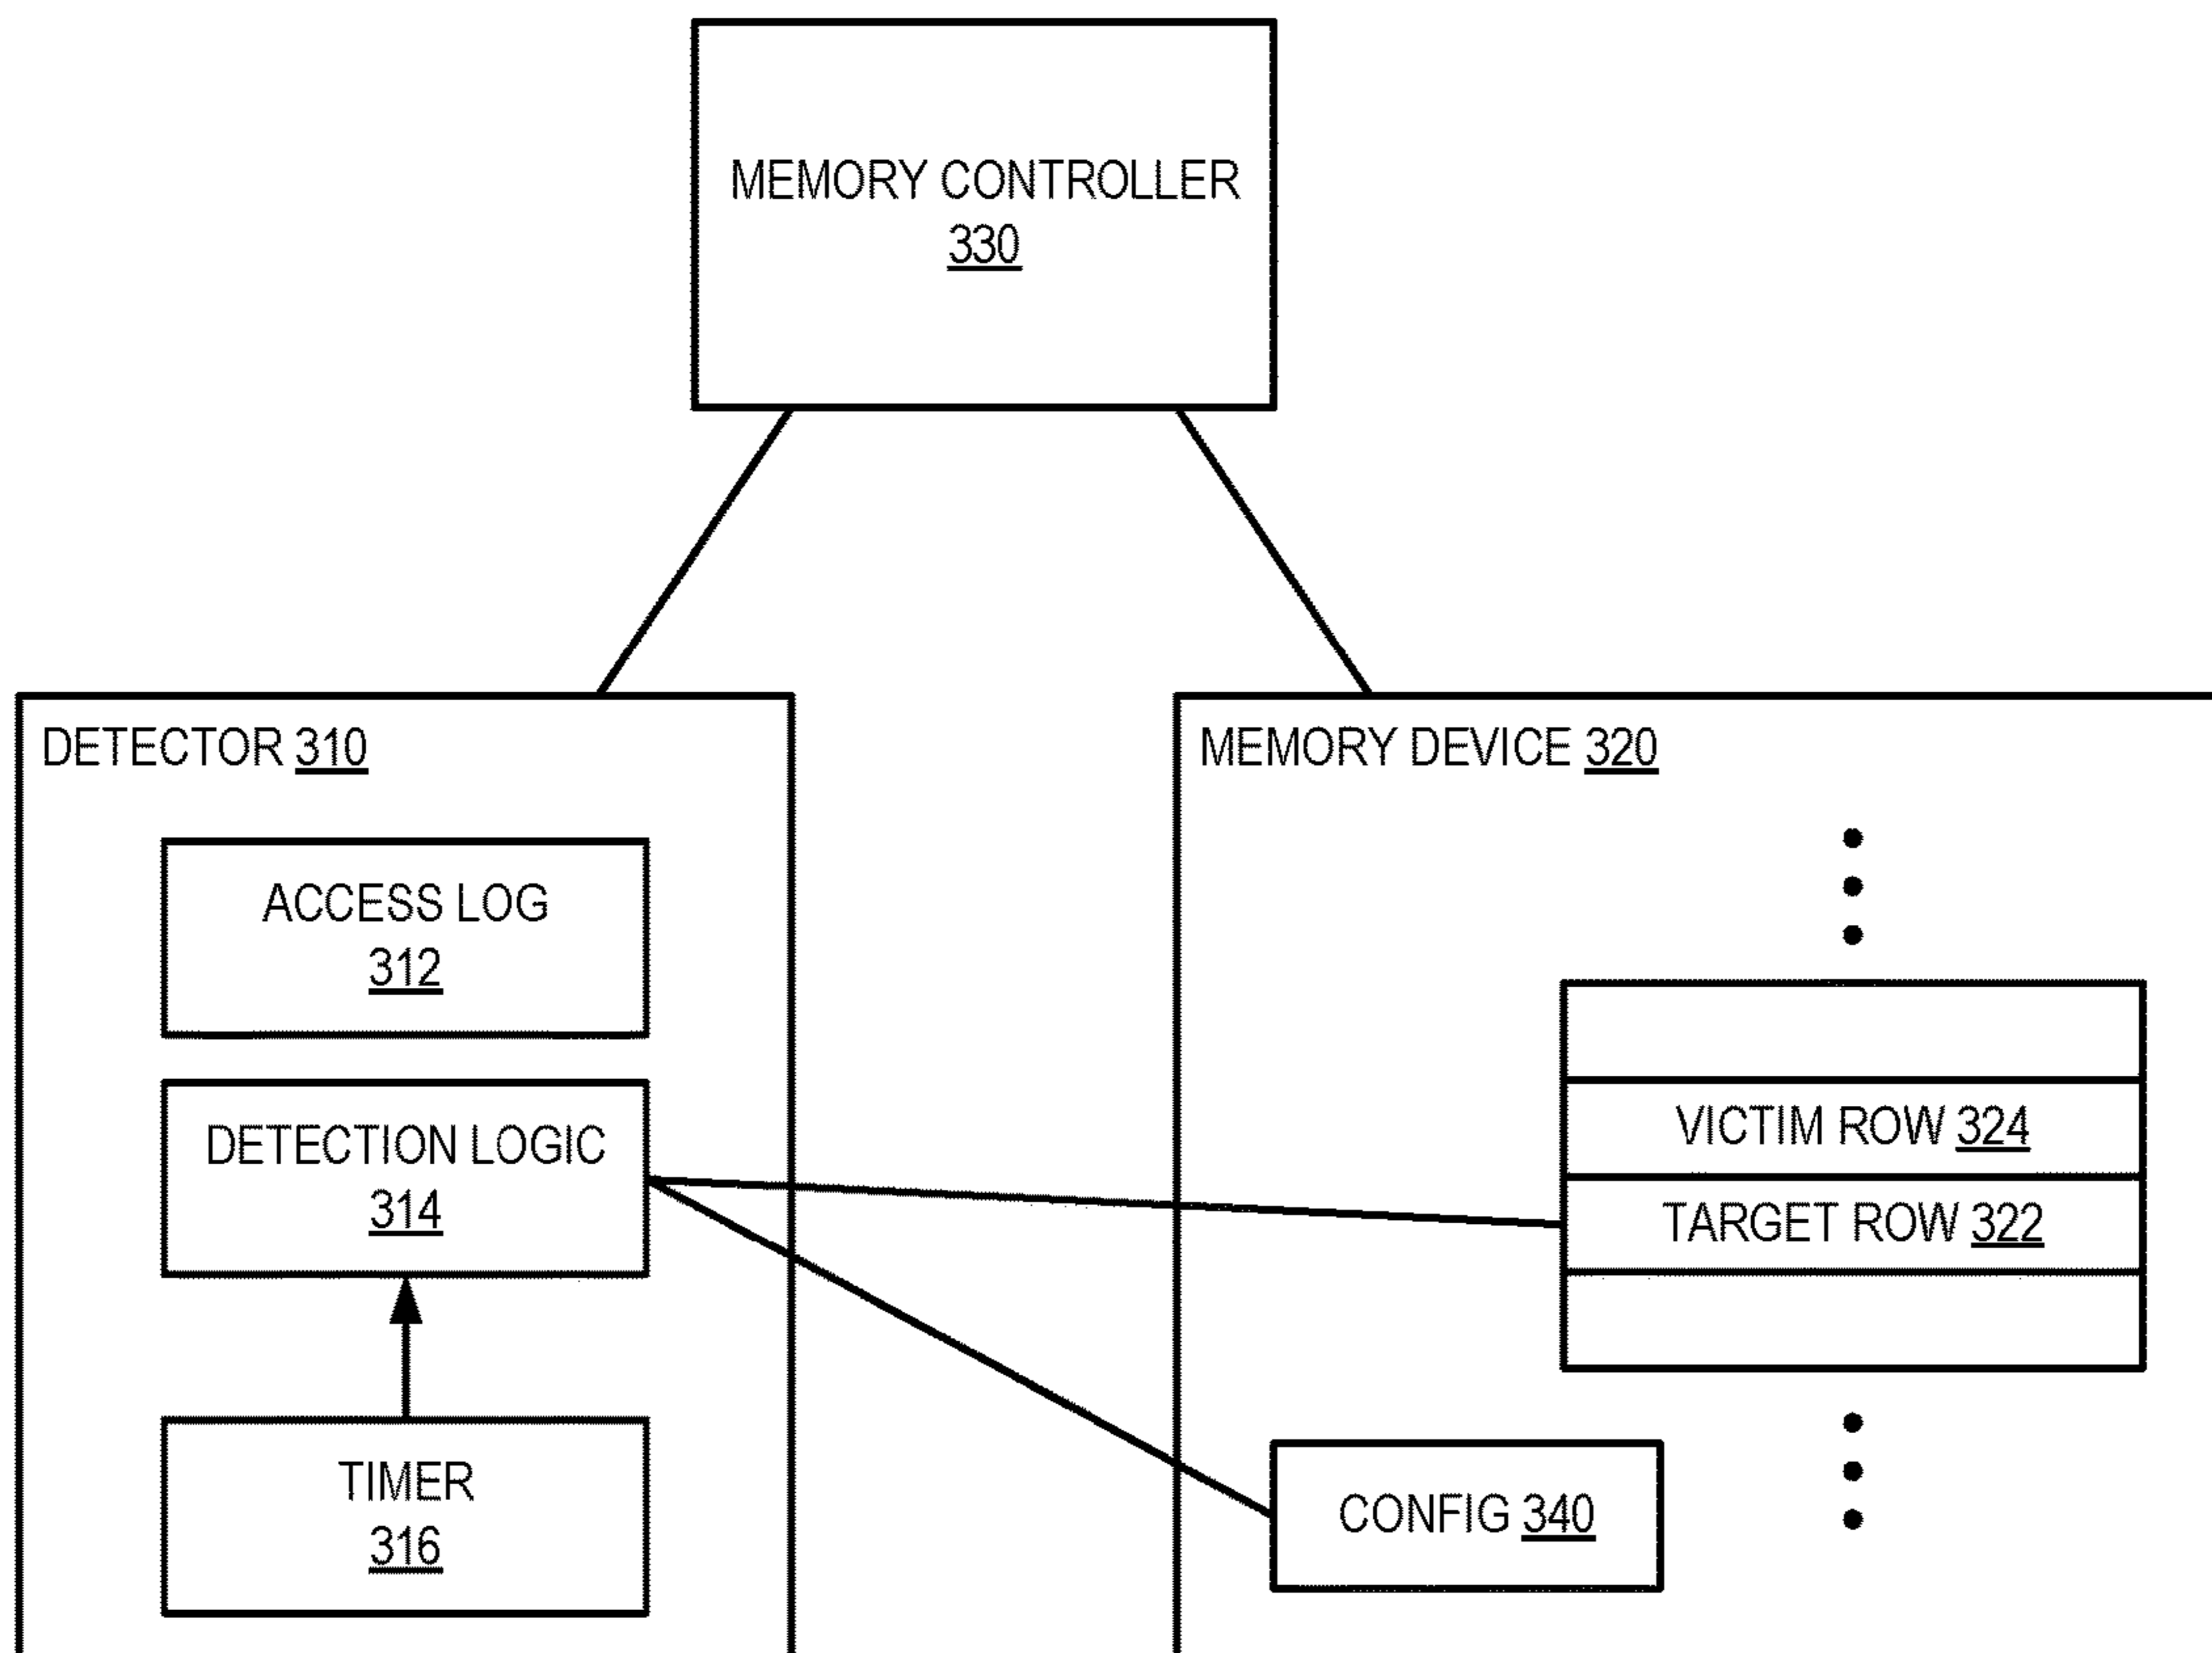 MEMORY CONTROLLER
330
DETECTOR 310
ACCESS LOG
312
DETECTION LOGIC
314
TIMER
316
MEMORY DEVICE 320
VICTIM ROW 324
TARGET ROW 322
CONFIG 340